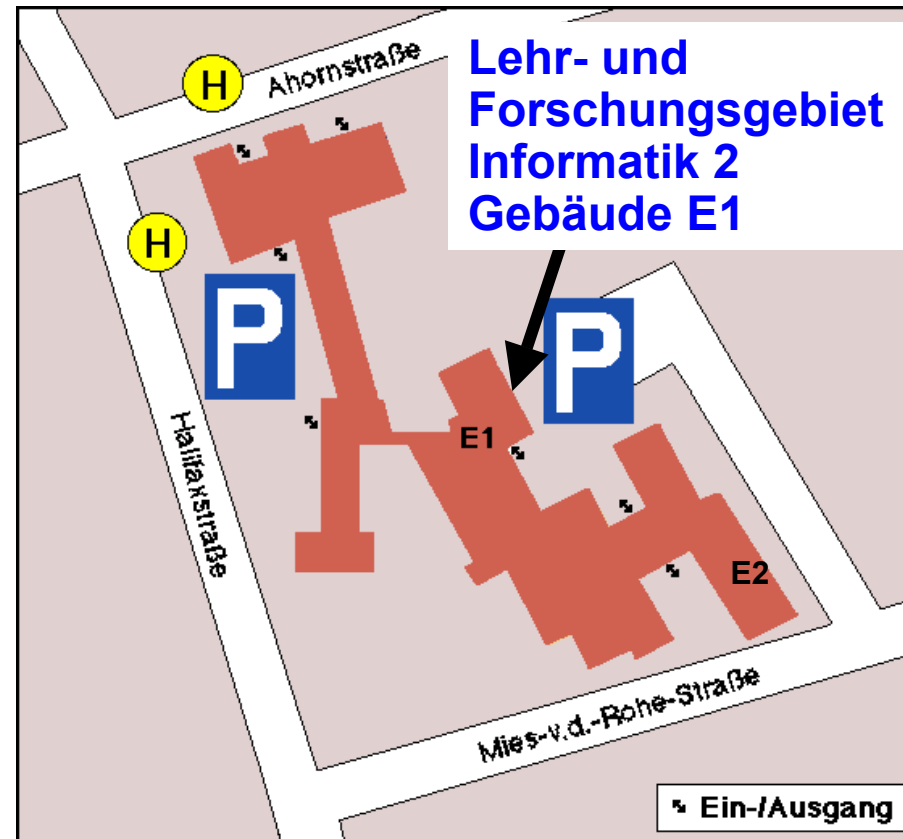 Ahornstraße
H
Lehr- und
Forschungsgebiet
Informatik 2
Gebäude E1
H
P
P
Halifaxstraße
E1
E2
Mies-v.d.-Rohe-Straße
Ein-/Ausgang